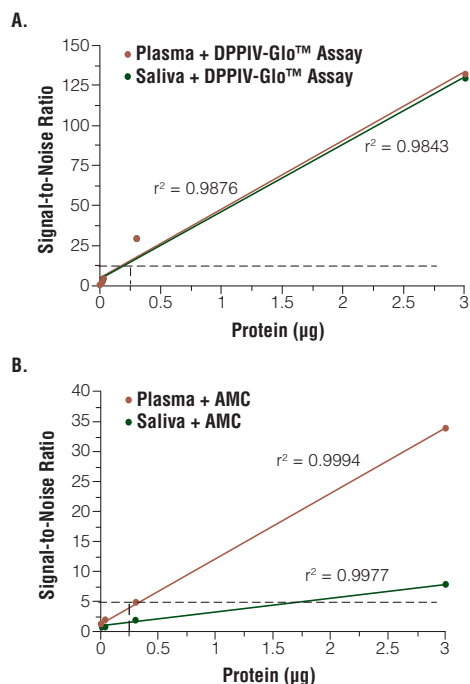 A.
Signal-to-Noise Ratio
150
125
100
75
50
25
0
Plasma + DPPIV-Glo™ Assay
Saliva + DPPIV-Glo™ Assay
r² = 0.9876
r² = 0.9843
0 0.5 1 1.5 2 2.5 3
Protein (µg)
B.
Signal-to-Noise Ratio
40
35
30
25
20
15
10
5
0
Plasma + AMC
Saliva + AMC
r² = 0.9994
r² = 0.9977
0 0.5 1 1.5 2 2.5 3
Protein (µg)